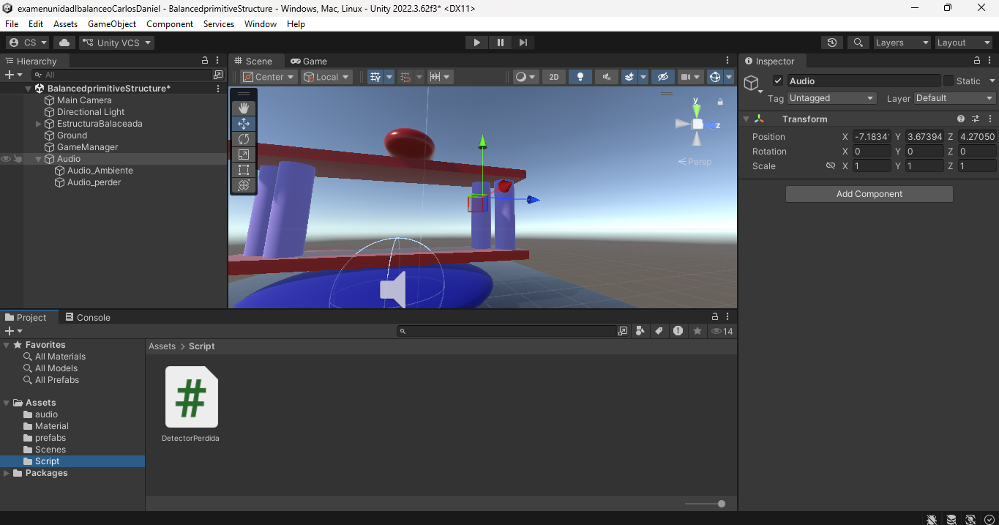 examenunidadIbalanceoCarlosDaniel - BalancedprimitiveStructure - Windows, Mac, Linux - Unity 2022.3.62f3* <DX11>
File Edit Assets GameObject Component Services Window Help
CS Unity VCS Layers Layout
Hierarchy
All
BalancedprimitiveStructure*
Main Camera
Directional Light
EstructuraBalaceada
Ground
GameManager
Audio
Audio_Ambiente
Audio_perder
Scene Game
Center Local 2D
y
z
Persp
Inspector
Audio Static
Tag Untagged Layer Default
Transform
Position X -7.1834 Y 3.67394 Z 4.27050
Rotation X 0 Y 0 Z 0
Scale X 1 Y 1 Z 1
Add Component
Project Console
14
Favorites
All Materials
All Models
All Prefabs
Assets
audio
Material
prefabs
Scenes
Script
Packages
Assets > Script
#
DetectorPerdida